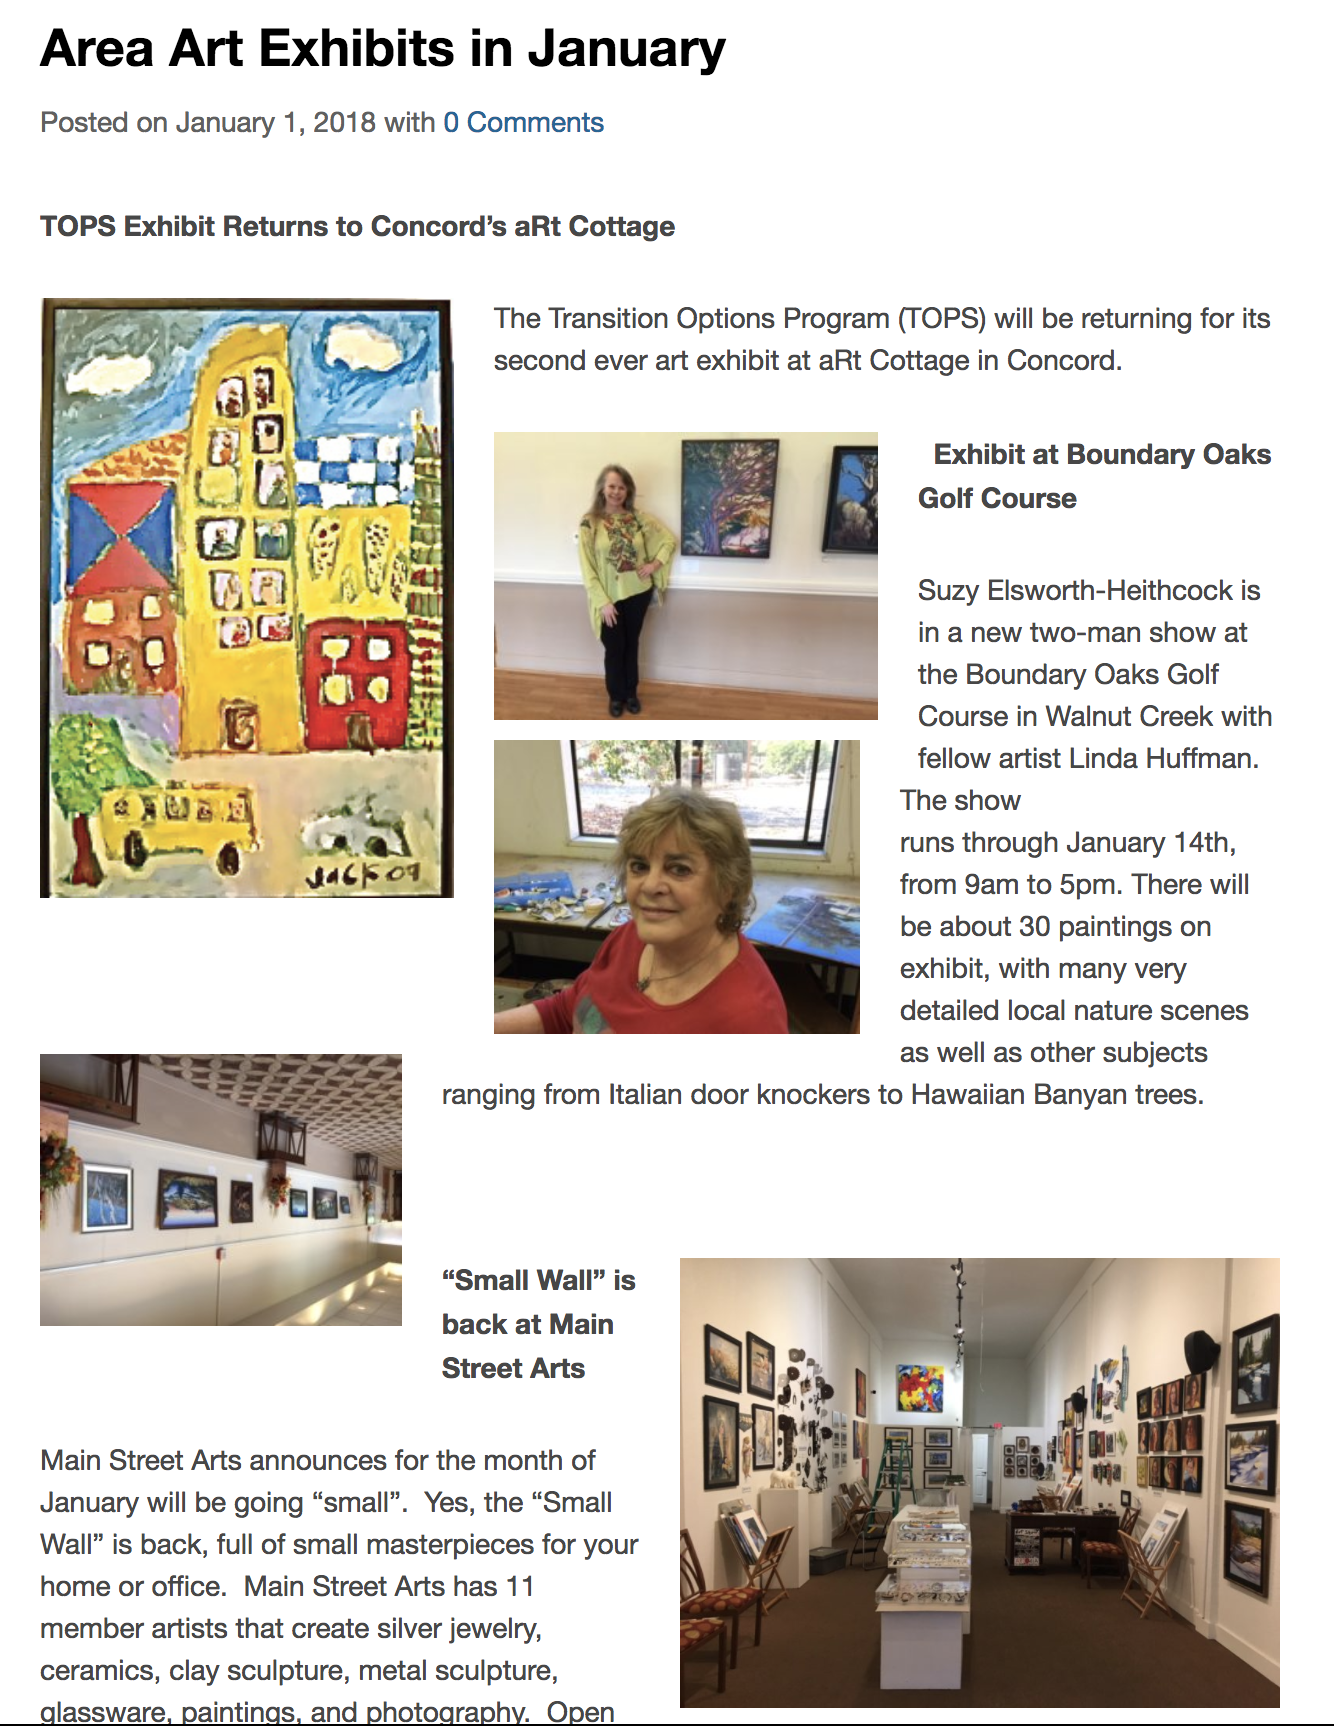 Area Art Exhibits in January
Posted on January 1, 2018 with 0 Comments
TOPS Exhibit Returns to Concord’s aRt Cottage
The Transition Options Program (TOPS) will be returning for its
second ever art exhibit at aRt Cottage in Concord.
JACK 09
Exhibit at Boundary Oaks
Golf Course
Suzy Elsworth-Heithcock is
in a new two-man show at
the Boundary Oaks Golf
Course in Walnut Creek with
fellow artist Linda Huffman.
The show
runs through January 14th,
from 9am to 5pm. There will
be about 30 paintings on
exhibit, with many very
detailed local nature scenes
as well as other subjects
ranging from Italian door knockers to Hawaiian Banyan trees.
“Small Wall” is
back at Main
Street Arts
Main Street Arts announces for the month of
January will be going “small”.  Yes, the “Small
Wall” is back, full of small masterpieces for your
home or office.  Main Street Arts has 11
member artists that create silver jewelry,
ceramics, clay sculpture, metal sculpture,
glassware, paintings, and photography.  Open